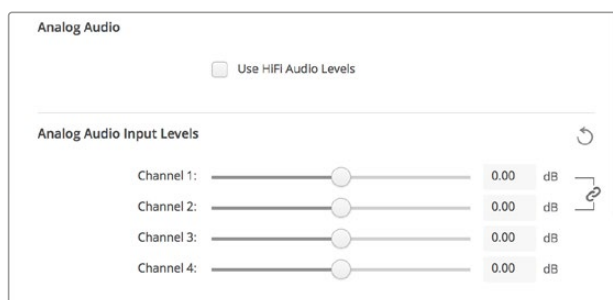 Analog Audio
Use HiFi Audio Levels
Analog Audio Input Levels
Channel 1: 0.00 dB
Channel 2: 0.00 dB
Channel 3: 0.00 dB
Channel 4: 0.00 dB